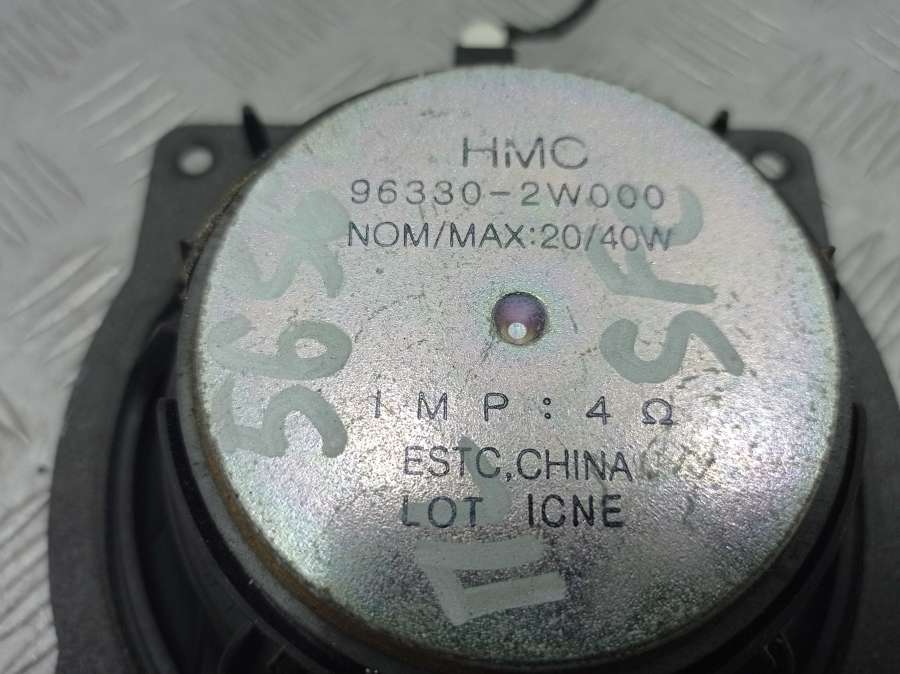 HMC
96330-2W000
NOM/MAX:20/40W
IMP:4Ω
ESTC,CHINA
LOT ICNE